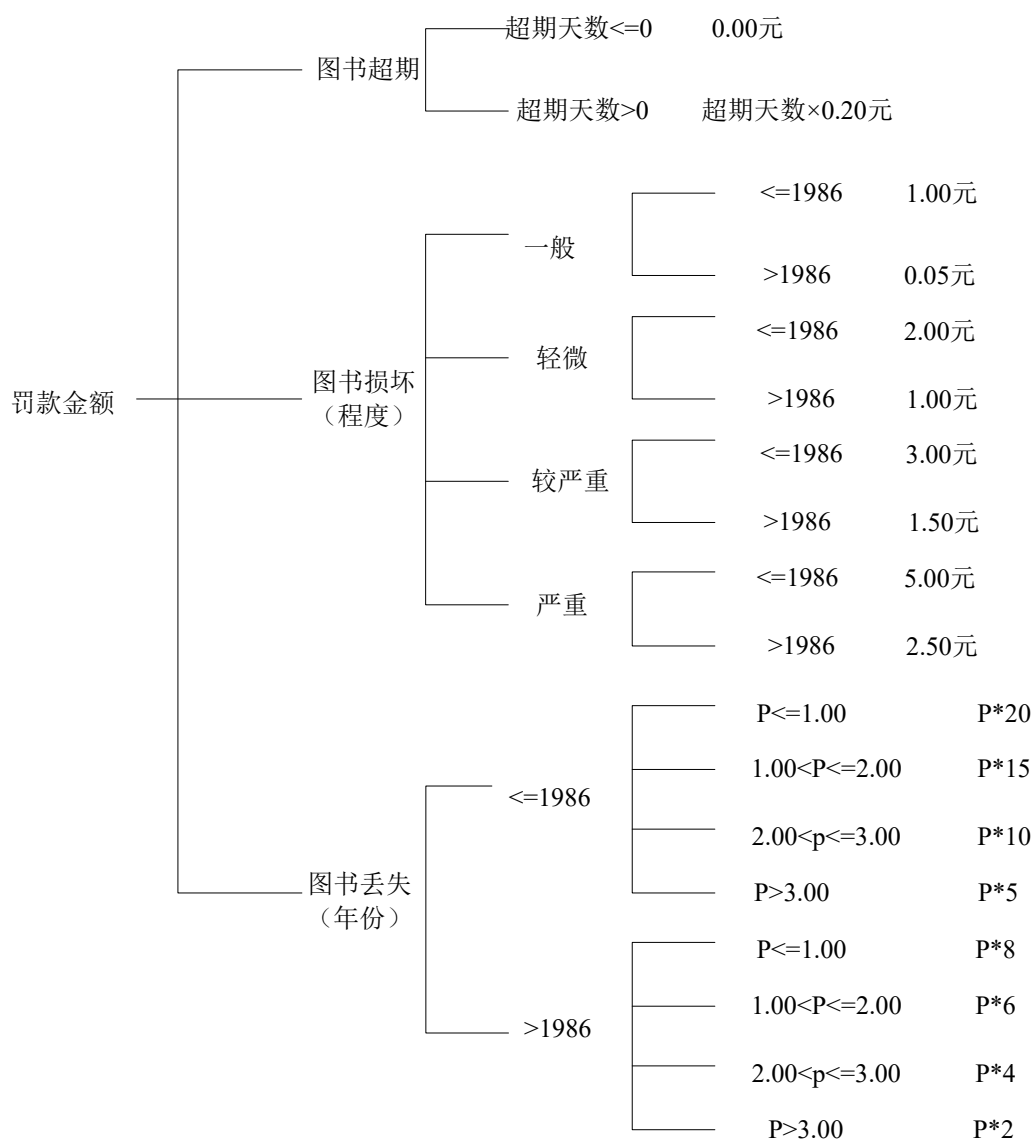 超期天数<=0 0.00元
图书超期
超期天数>0 超期天数×0.20元
<=1986 1.00元
一般
>1986 0.05元
<=1986 2.00元
轻微
>1986 1.00元
图书损坏
（程度）
罚款金额
<=1986 3.00元
较严重
>1986 1.50元
<=1986 5.00元
严重
>1986 2.50元
P<=1.00 P*20
1.00<P<=2.00 P*15
<=1986
2.00<p<=3.00 P*10
图书丢失
（年份）
P>3.00 P*5
P<=1.00 P*8
1.00<P<=2.00 P*6
>1986
2.00<p<=3.00 P*4
P>3.00 P*2